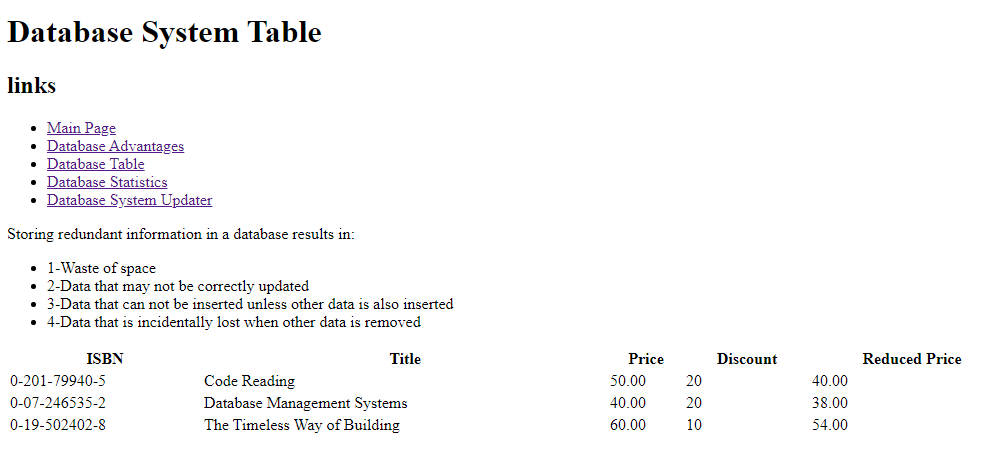 Database System Table
links
Main Page
Database Advantages
Database Table
Database Statistics
Database System Updater
Storing redundant information in a database results in:
1-Waste of space
2-Data that may not be correctly updated
3-Data that can not be inserted unless other data is also inserted
4-Data that is incidentally lost when other data is removed
ISBN Title Price Discount Reduced Price
0-201-79940-5 Code Reading 50.00 20 40.00
0-07-246535-2 Database Management Systems 40.00 20 38.00
0-19-502402-8 The Timeless Way of Building 60.00 10 54.00